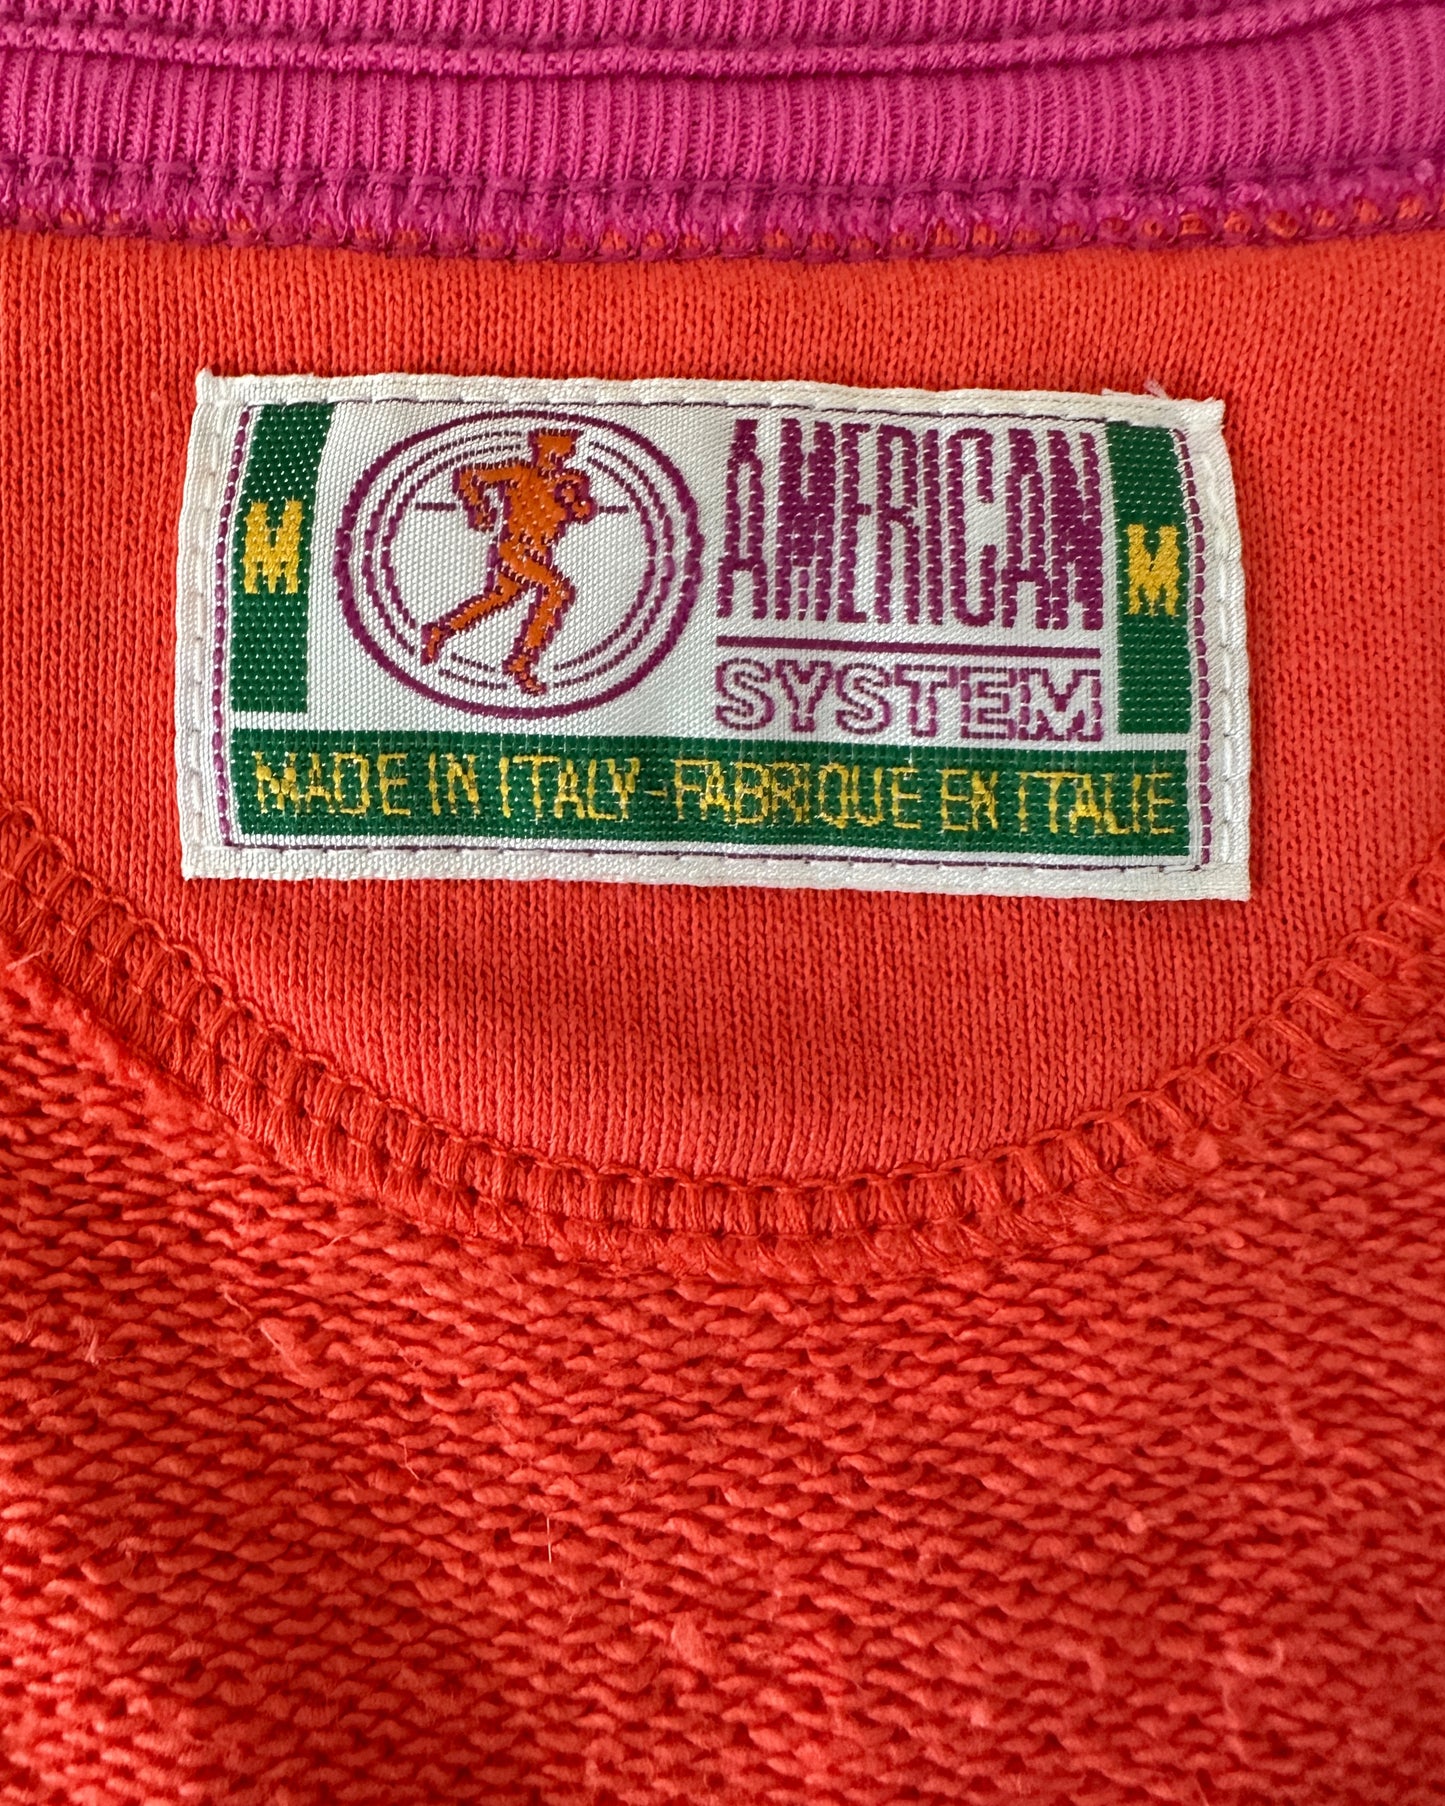 M
AMERICAN
SYSTEM
M
MADE IN ITALY-FABRIQUE EN ITALIE